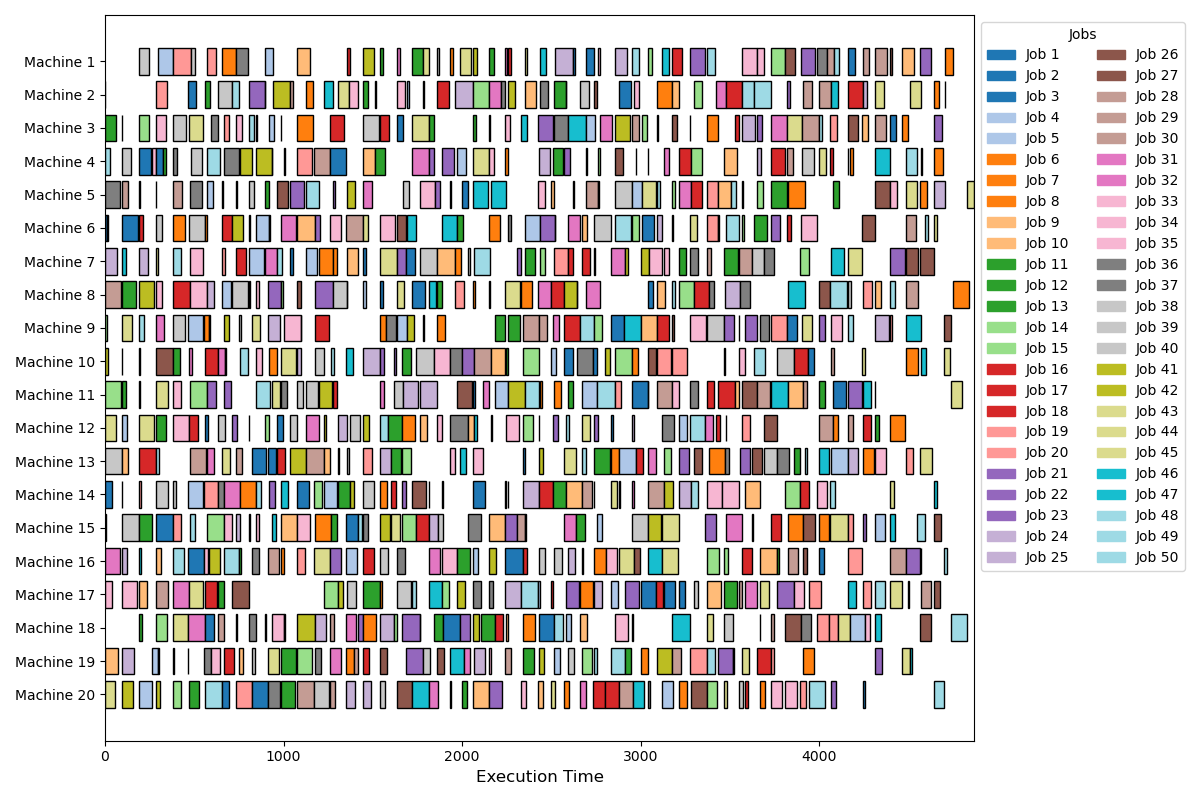 Machine 1
Machine 2
Machine 3
Machine 4
Machine 5
Machine 6
Machine 7
Machine 8
Machine 9
Machine 10
Machine 11
Machine 12
Machine 13
Machine 14
Machine 15
Machine 16
Machine 17
Machine 18
Machine 19
Machine 20
0 1000 2000 3000 4000
Execution Time
Jobs
Job 1 Job 26
Job 2 Job 27
Job 3 Job 28
Job 4 Job 29
Job 5 Job 30
Job 6 Job 31
Job 7 Job 32
Job 8 Job 33
Job 9 Job 34
Job 10 Job 35
Job 11 Job 36
Job 12 Job 37
Job 13 Job 38
Job 14 Job 39
Job 15 Job 40
Job 16 Job 41
Job 17 Job 42
Job 18 Job 43
Job 19 Job 44
Job 20 Job 45
Job 21 Job 46
Job 22 Job 47
Job 23 Job 48
Job 24 Job 49
Job 25 Job 50